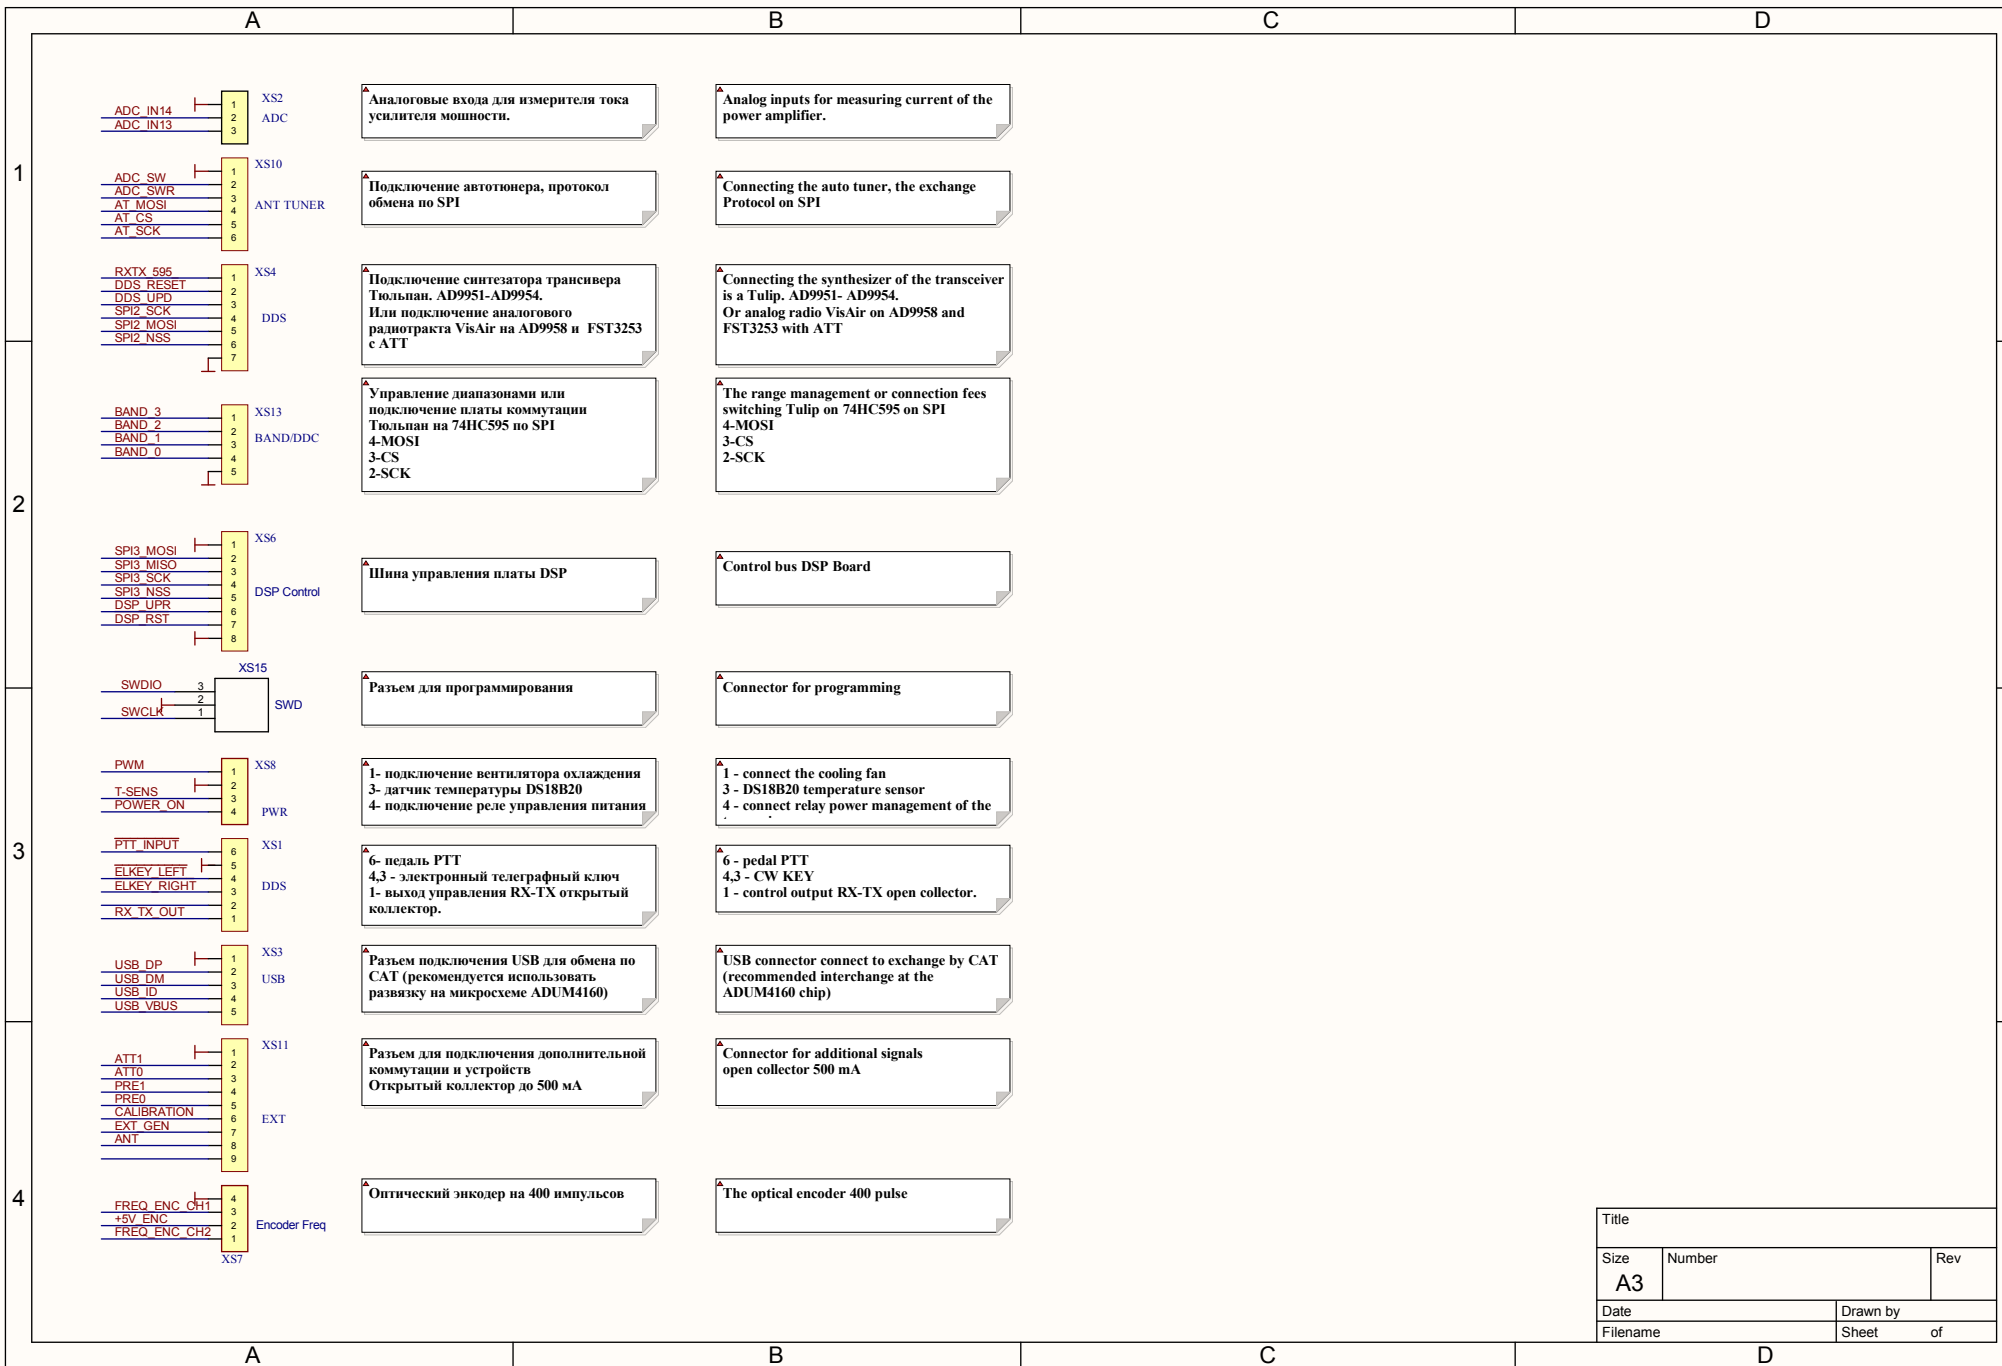 A B C D
1
XS2
ADC
ADC_IN14
ADC_IN13
1
2
3
Аналоговые входа для измерителя тока
усилителя мошности.
Analog inputs for measuring current of the
power amplifier.
XS10
ANT TUNER
ADC_SW
ADC_SWR
AT_MOSI
AT_CS
AT_SCK
1
2
3
4
5
6
Подключение автотюнера, протокол
обмена по SPI
Connecting the auto tuner, the exchange
Protocol on SPI
XS4
DDS
RXTX_595
DDS_RESET
DDS_UPD
SPI2_SCK
SPI2_MOSI
SPI2_NSS
1
2
3
4
5
6
7
Подключение синтезатора трансивера
Тюльпан. AD9951-AD9954.
Или подключение аналогового
радиотракта VisAir на AD9958 и FST3253
с АТТ
Connecting the synthesizer of the transceiver
is a Tulip. AD9951- AD9954.
Or analog radio VisAir on AD9958 and
FST3253 with ATT
2
XS13
BAND/DDC
BAND_3
BAND_2
BAND_1
BAND_0
1
2
3
4
5
Управление диапазонами или
подключение платы коммутации
Тюльпан на 74HC595 по SPI
4-MOSI
3-CS
2-SCK
The range management or connection fees
switching Tulip on 74HC595 on SPI
4-MOSI
3-CS
2-SCK
XS6
DSP Control
SPI3_MOSI
SPI3_MISO
SPI3_SCK
SPI3_NSS
DSP_UPR
DSP_RST
1
2
3
4
5
6
7
8
Шина управления платы DSP
Control bus DSP Board
XS15
SWD
SWDIO
SWCLK
3
2
1
Разъем для программирования
Connector for programming
3
XS8
PWR
PWM
T-SENS
POWER_ON
1
2
3
4
1- подключение вентилятора охлаждения
3- датчик температуры DS18B20
4- подключение реле управления питания
1 - connect the cooling fan
3 - DS18B20 temperature sensor
4 - connect relay power management of the
XS1
DDS
PTT_INPUT
ELKEY_LEFT
ELKEY_RIGHT
RX_TX_OUT
6
5
4
3
2
1
6- педаль PTT
4,3 - электронный телеграфный ключ
1- выход управления RX-TX открытый
коллектор.
6 - pedal PTT
4,3 - CW KEY
1 - control output RX-TX open collector.
XS3
USB
USB_DP
USB_DM
USB_ID
USB_VBUS
1
2
3
4
5
Разъем подключения USB для обмена по
CAT (рекомендуется использовать
развязку на микросхеме ADUM4160)
USB connector connect to exchange by CAT
(recommended interchange at the
ADUM4160 chip)
4
XS11
EXT
ATT1
ATT0
PRE1
PRE0
CALIBRATION
EXT_GEN
ANT
1
2
3
4
5
6
7
8
9
Разъем для подключения дополнительной
коммутации и устройств
Открытый коллектор до 500 мА
Connector for additional signals
open collector 500 mA
FREQ_ENC_CH1
+5V_ENC
FREQ_ENC_CH2
4
3
2
1
Encoder Freq
XS7
Оптический энкодер на 400 импульсов
The optical encoder 400 pulse
Title
Size Number Rev
A3
Date Drawn by
Filename Sheet of
A B C D